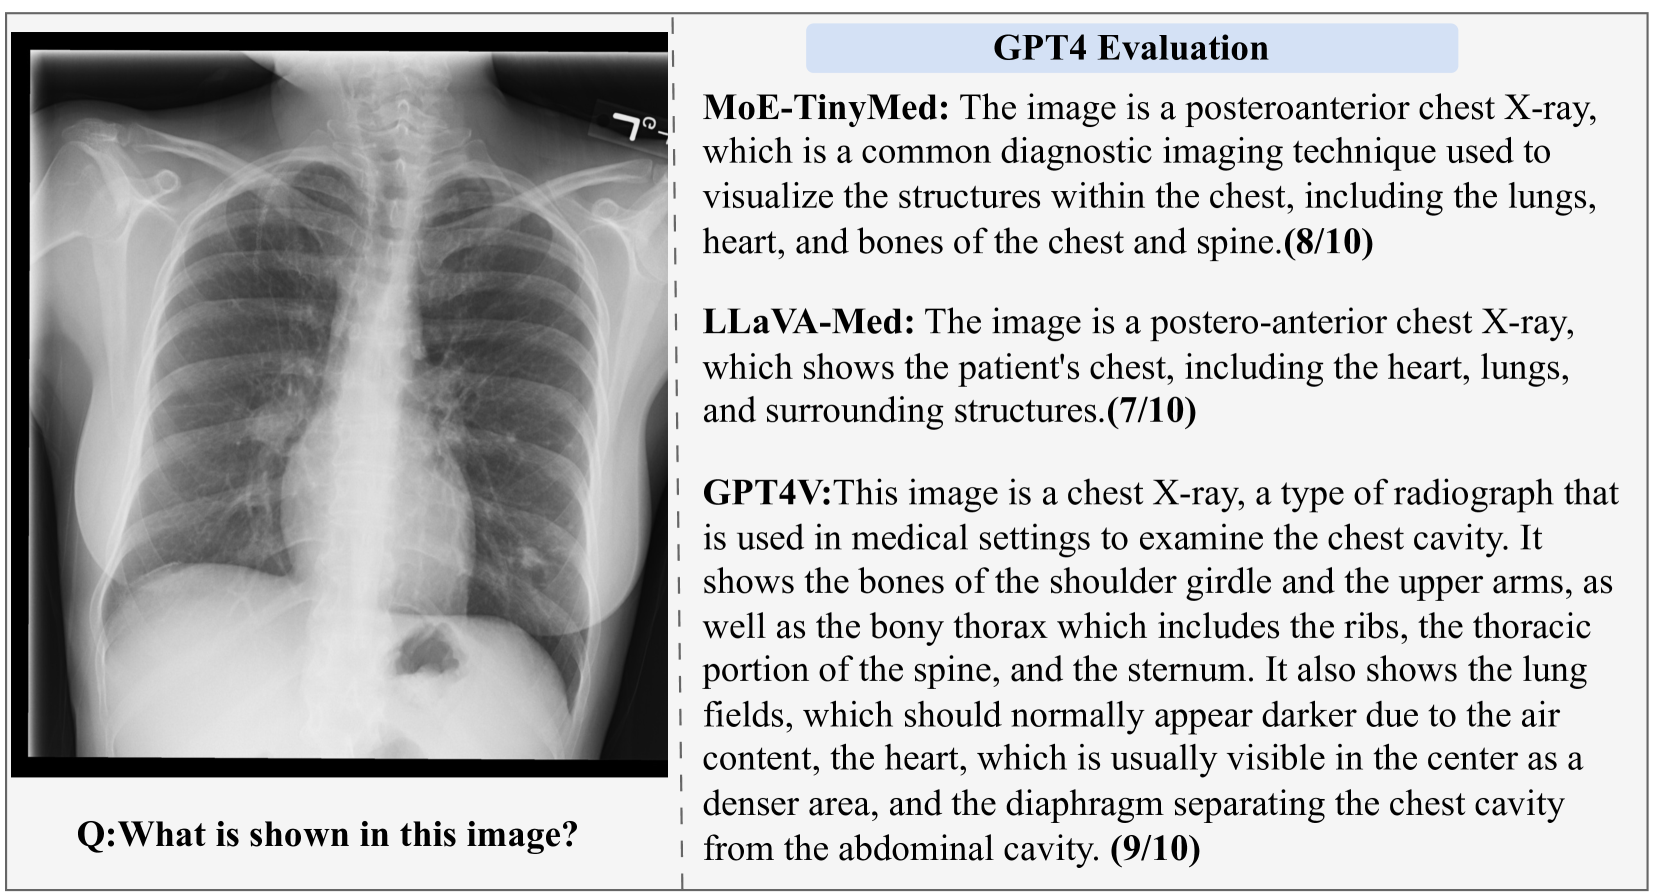 GPT4 Evaluation
MoE-TinyMed: The image is a posteroanterior chest X-ray,
which is a common diagnostic imaging technique used to
visualize the structures within the chest, including the lungs,
heart, and bones of the chest and spine.(8/10)
LLaVA-Med: The image is a postero-anterior chest X-ray,
which shows the patient's chest, including the heart, lungs,
and surrounding structures.(7/10)
GPT4V:This image is a chest X-ray, a type of radiograph that
is used in medical settings to examine the chest cavity. It
shows the bones of the shoulder girdle and the upper arms, as
well as the bony thorax which includes the ribs, the thoracic
portion of the spine, and the sternum. It also shows the lung
fields, which should normally appear darker due to the air
content, the heart, which is usually visible in the center as a
denser area, and the diaphragm separating the chest cavity
from the abdominal cavity. (9/10)
L
Q:What is shown in this image?